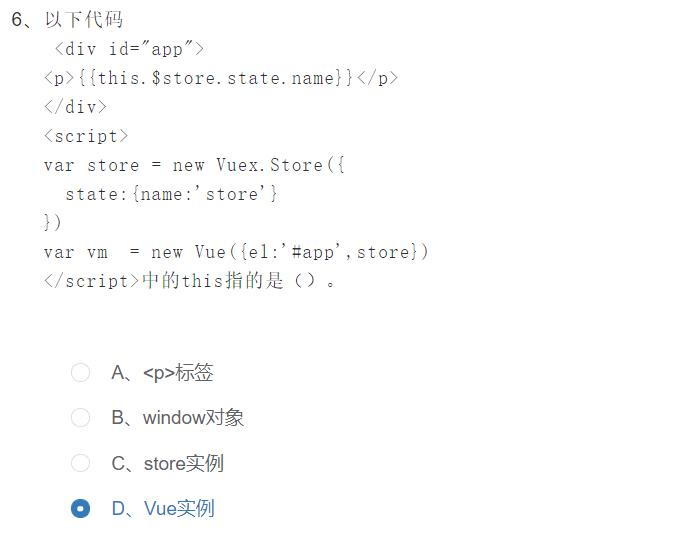 6、以下代码
<div id="app">
<p>{{this.$store.state.name}}</p>
</div>
<script>
var store = new Vuex.Store({
state:{name:'store'}
})
var vm  = new Vue({el:'#app',store})
</script>中的this指的是（）。
A、<p>标签
B、window对象
C、store实例
D、Vue实例